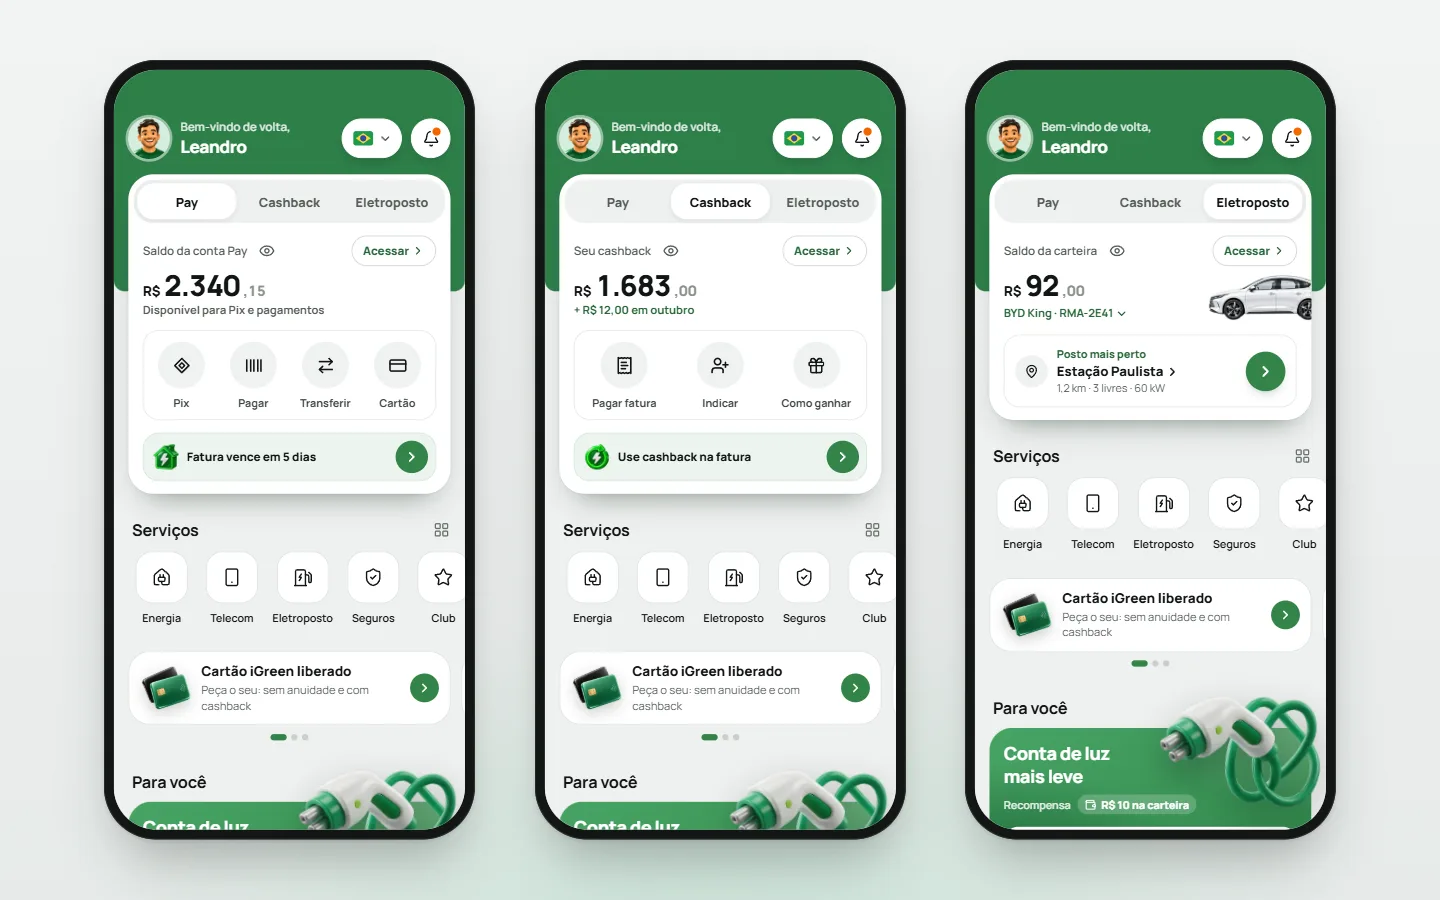 Bem-vindo de volta,
Leandro
Pay Cashback Eletroposto
Saldo da conta Pay
Acessar
R$ 2.340,15
Disponível para Pix e pagamentos
Pix Pagar Transferir Cartão
Fatura vence em 5 dias
Serviços
Energia Telecom Eletroposto Seguros Club
Cartão iGreen liberado
Peça o seu: sem anuidade e com
cashback
Para você
Conta de luz
Bem-vindo de volta,
Leandro
Pay Cashback Eletroposto
Seu cashback
Acessar
R$ 1.683,00
+ R$ 12,00 em outubro
Pagar fatura Indicar Como ganhar
Use cashback na fatura
Serviços
Energia Telecom Eletroposto Seguros Club
Cartão iGreen liberado
Peça o seu: sem anuidade e com
cashback
Para você
Conta de luz
Bem-vindo de volta,
Leandro
Pay Cashback Eletroposto
Saldo da carteira
Acessar
R$ 92,00
BYD King · RMA-2E41
Posto mais perto
Estação Paulista
1,2 km · 3 livres · 60 kW
Serviços
Energia Telecom Eletroposto Seguros Club
Cartão iGreen liberado
Peça o seu: sem anuidade e com
cashback
Para você
Conta de luz
mais leve
Recompensa R$ 10 na carteira